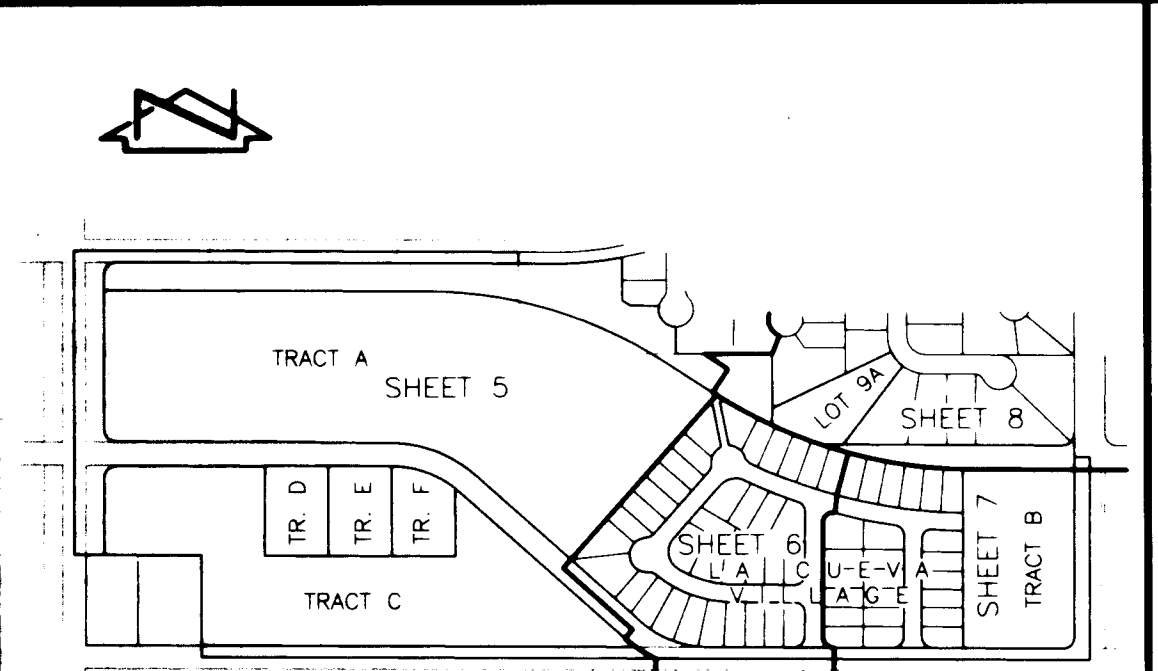 TRACT A
SHEET 5
LOT 9A
SHEET 8
TR. D
TR. E
TR. F
SHEET 6
LA CUEVA
VILLAGE
SHEET 7
TRACT B
TRACT C